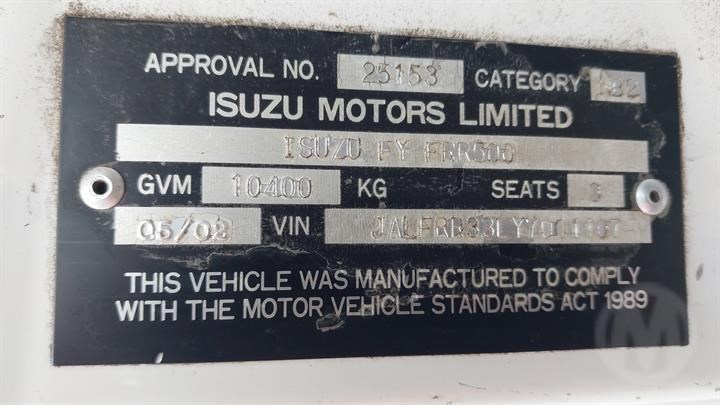 APPROVAL NO. 25153 CATEGORY NB2
ISUZU MOTORS LIMITED
ISUZU FY FRR500
GVM 10400 KG SEATS 3
05/02 VIN
THIS VEHICLE WAS MANUFACTURED TO COMPLY
WITH THE MOTOR VEHICLE STANDARDS ACT 1989